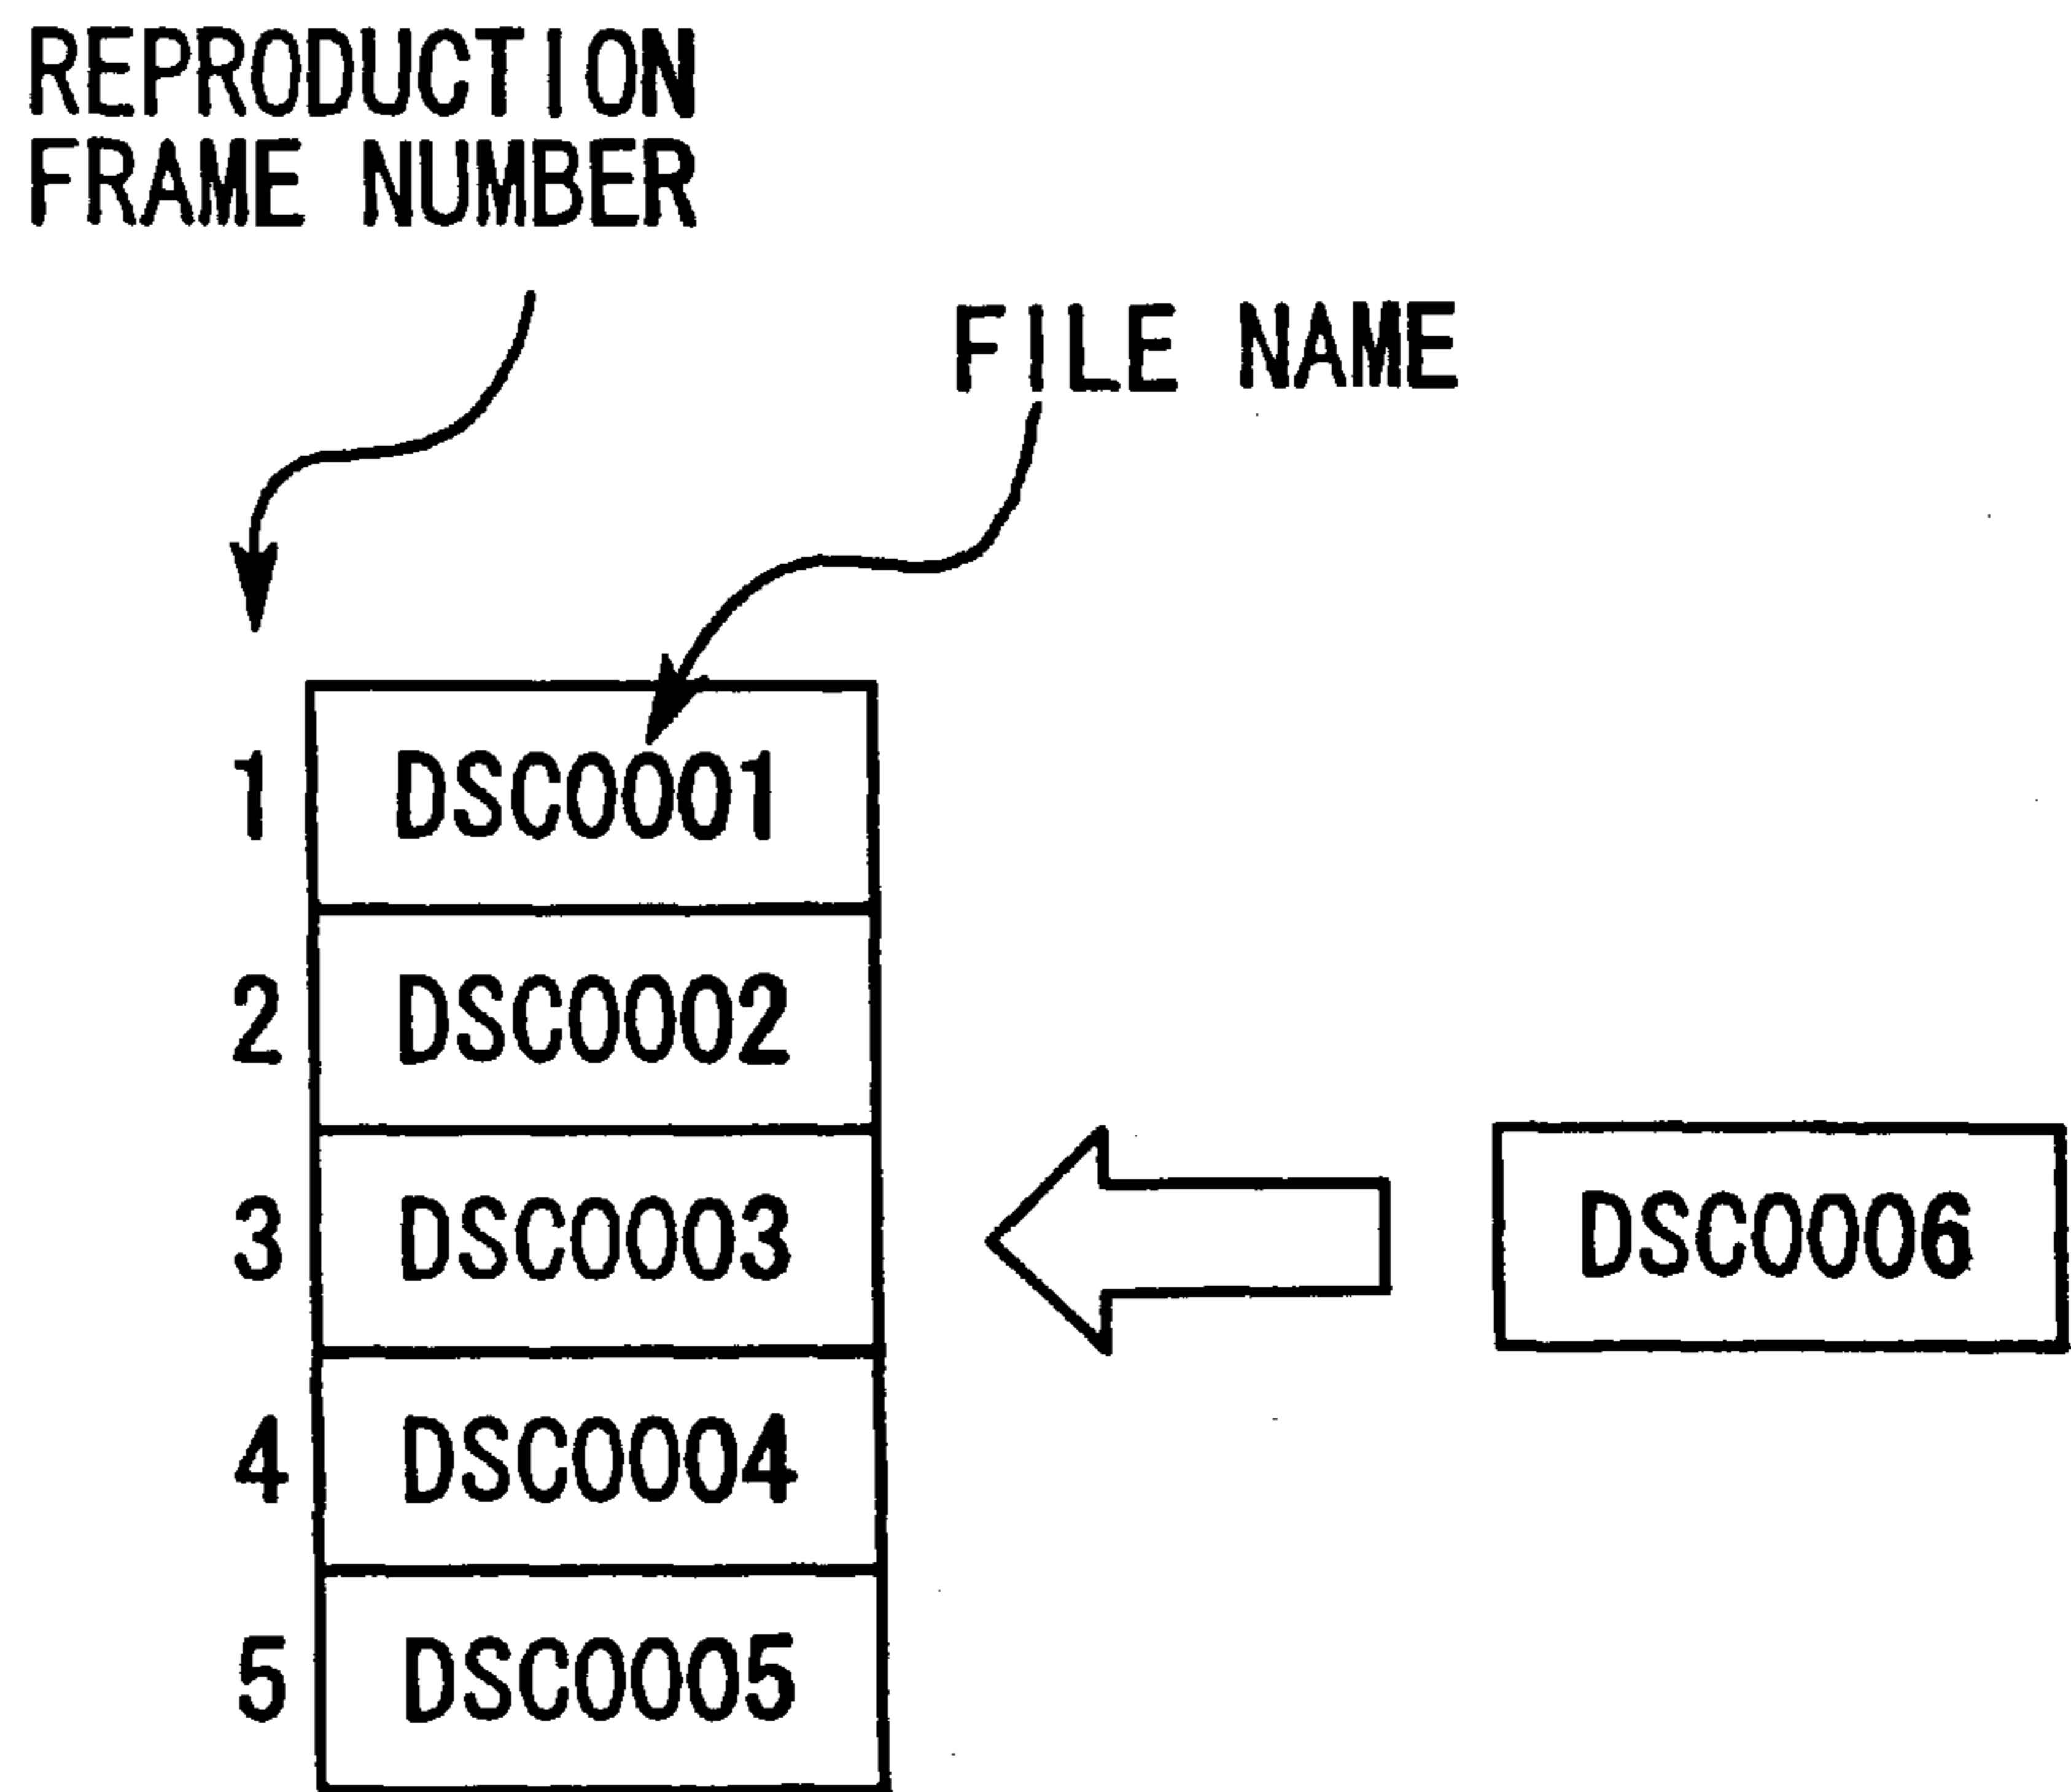 REPRODUCTION
FRAME NUMBER
FILE NAME
1 DSC0001
2 DSC0002
3 DSC0003
DSC0006
4 DSC0004
5 DSC0005